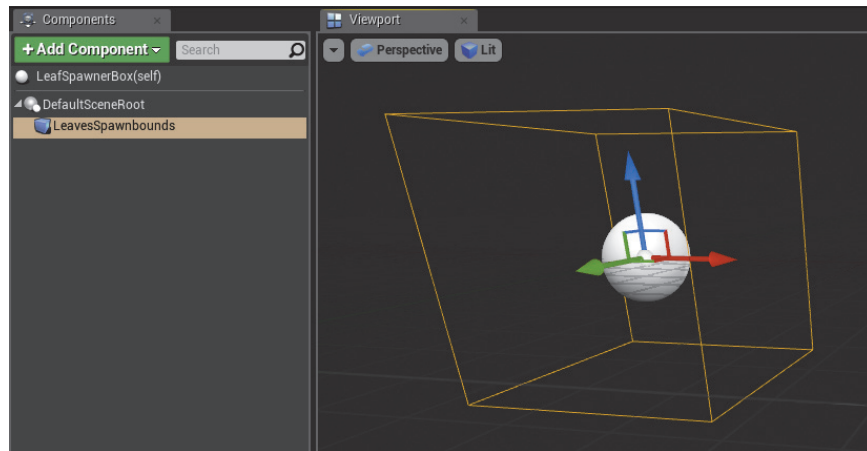 Components
+Add Component
Search
LeafSpawnerBox(self)
DefaultSceneRoot
LeavesSpawnbounds
Viewport
Perspective
Lit